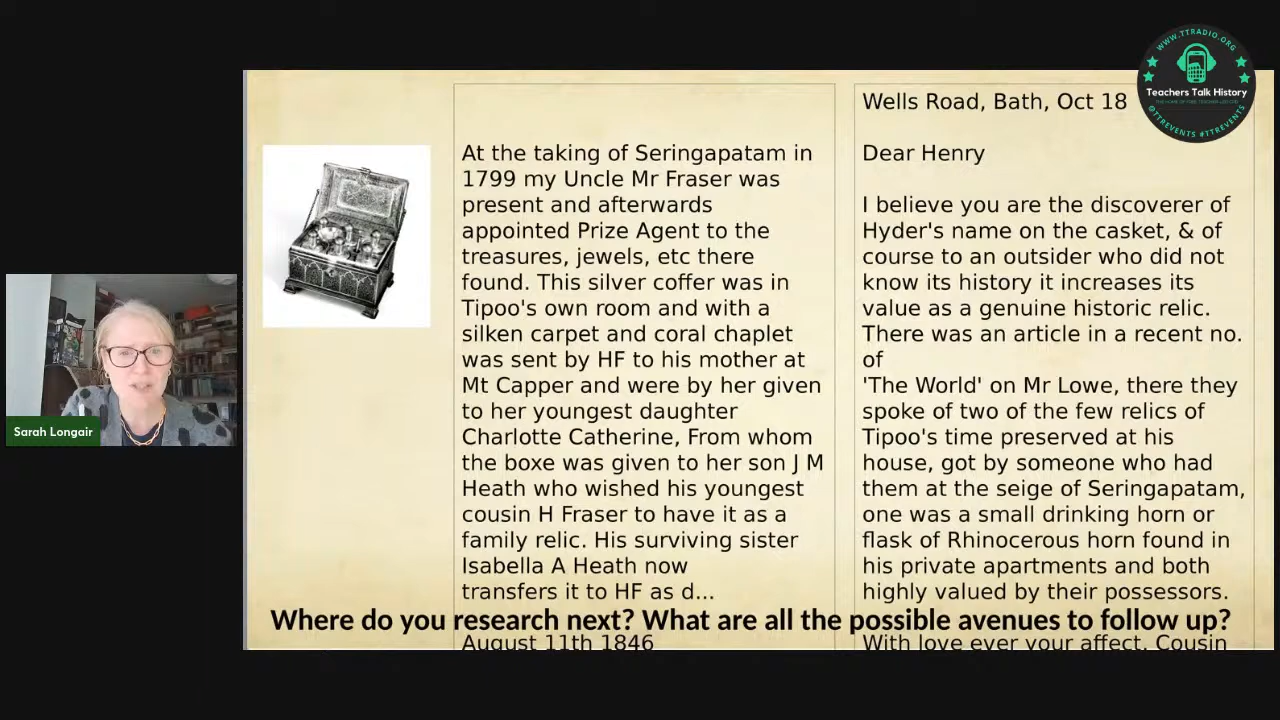 WWW.TTRADIO.ORG
Teachers Talk History
@TTREVENTS #TTREVENTS
Wells Road, Bath, Oct 18
Dear Henry
I believe you are the discoverer of
Hyder's name on the casket, & of
course to an outsider who did not
know its history it increases its
value as a genuine historic relic.
There was an article in a recent no.
of
'The World' on Mr Lowe, there they
spoke of two of the few relics of
Tipoo's time preserved at his
house, got by someone who had
them at the seige of Seringapatam,
one was a small drinking horn or
flask of Rhinocerous horn found in
his private apartments and both
highly valued by their possessors.
With love ever your affect. Cousin
At the taking of Seringapatam in
1799 my Uncle Mr Fraser was
present and afterwards
appointed Prize Agent to the
treasures, jewels, etc there
found. This silver coffer was in
Tipoo's own room and with a
silken carpet and coral chaplet
was sent by HF to his mother at
Mt Capper and were by her given
to her youngest daughter
Charlotte Catherine, From whom
the boxe was given to her son J M
Heath who wished his youngest
cousin H Fraser to have it as a
family relic. His surviving sister
Isabella A Heath now
transfers it to HF as d...
August 11th 1846
Where do you research next? What are all the possible avenues to follow up?
Sarah Longair